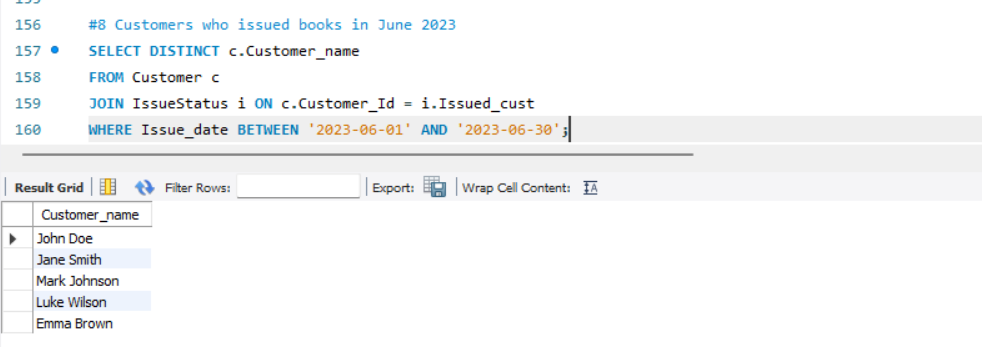 156 #8 Customers who issued books in June 2023
157 SELECT DISTINCT c.Customer_name
158 FROM Customer c
159 JOIN IssueStatus i ON c.Customer_Id = i.Issued_cust
160 WHERE Issue_date BETWEEN '2023-06-01' AND '2023-06-30';
Result Grid Filter Rows: Export: Wrap Cell Content: IA
Customer_name
John Doe
Jane Smith
Mark Johnson
Luke Wilson
Emma Brown